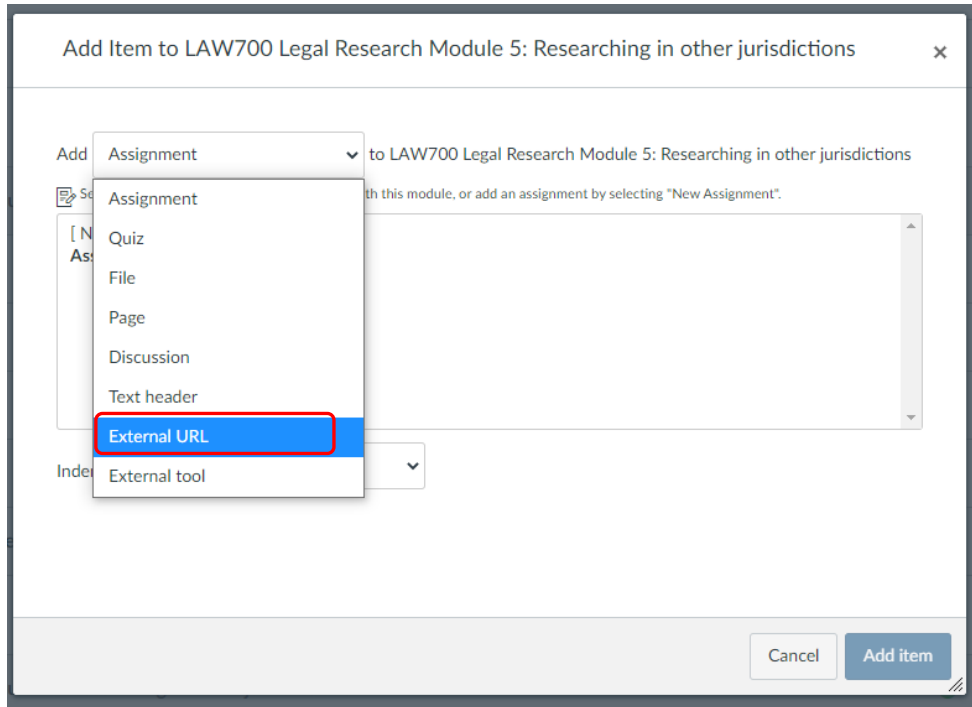 Add Item to LAW700 Legal Research Module 5: Researching in other jurisdictions ×
Add Assignment to LAW700 Legal Research Module 5: Researching in other jurisdictions
th this module, or add an assignment by selecting "New Assignment".
Assignment
Quiz
File
Page
Discussion
Text header
External URL
External tool
Cancel Add item